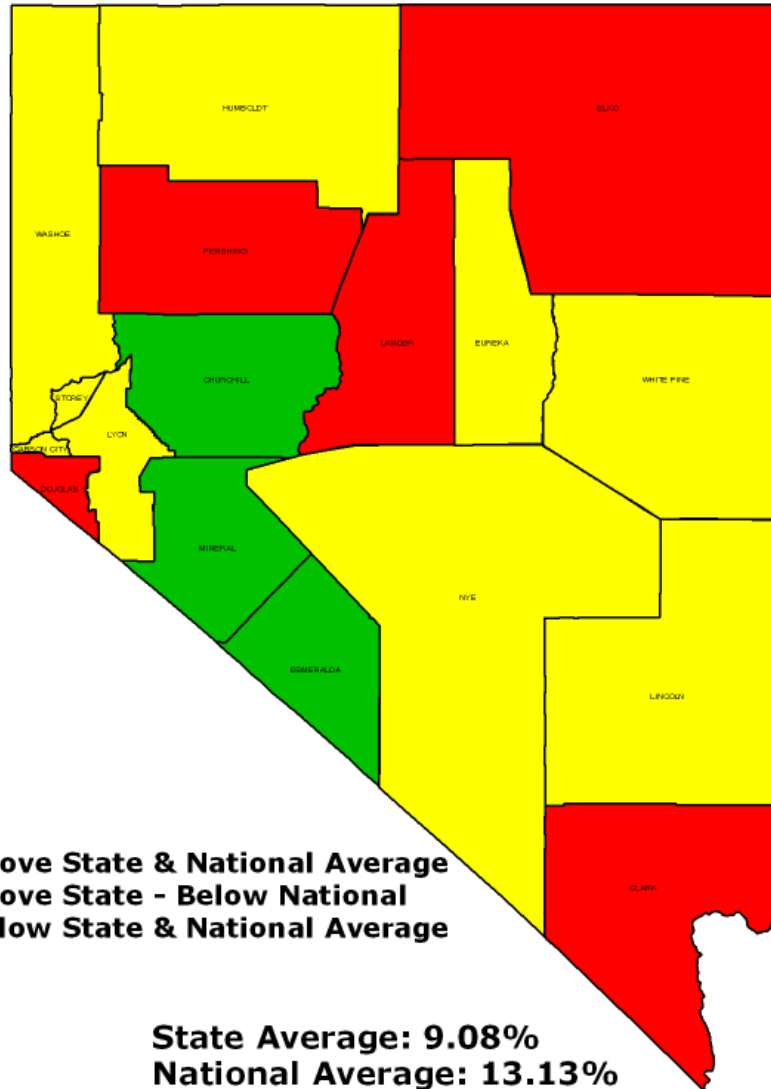 HUMBOLDT
ELKO
WASHOE
PERSHING
LANDER
EUREKA
CHURCHILL
WHITE PINE
STOREY
LYON
CARSON CITY
DOUGLAS
MINERAL
NYE
ESMERALDA
LINCOLN
ove State & National Average
CLARK
ove State - Below National
low State & National Average
State Average: 9.08%
National Average: 13.13%